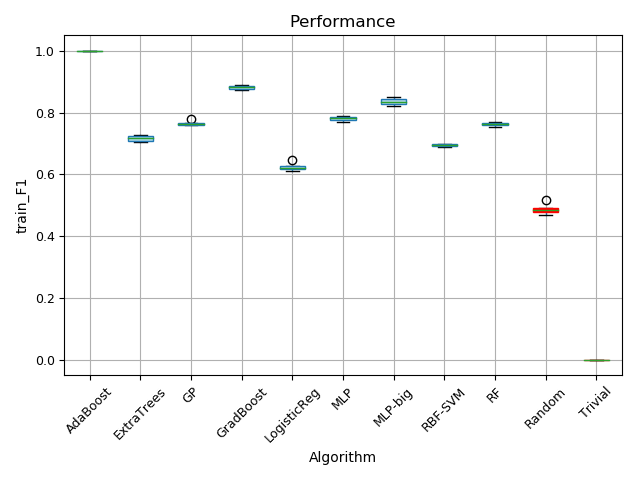 Performance
train_F1
1.0
0.8
0.6
0.4
0.2
0.0
AdaBoost
ExtraTrees
GP
GradBoost
LogisticReg
MLP
MLP-big
RBF-SVM
RF
Random
Trivial
Algorithm